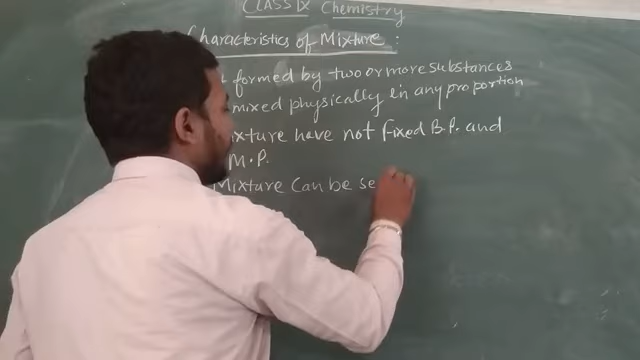 CLASS IX Chemistry
Characteristics of Mixture :
formed by two or more substances
mixed physically in any proportion
ixture have not fixed B.P. and
M.P.
Mixture Can be se